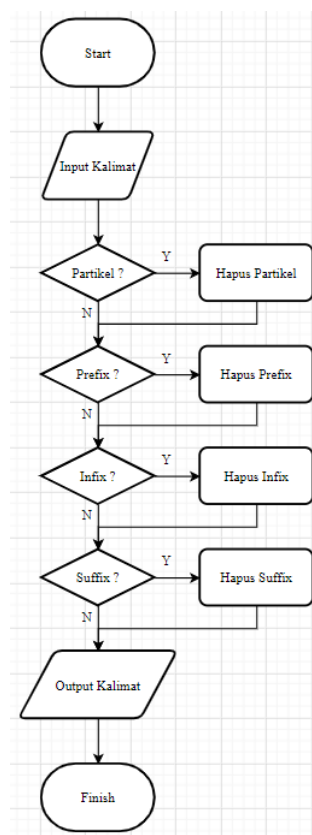 Start
Input Kalimat
Partikel ?
Y
Hapus Partikel
N
Prefix ?
Y
Hapus Prefix
N
Infix ?
Y
Hapus Infix
N
Suffix ?
Y
Hapus Suffix
N
Output Kalimat
Finish